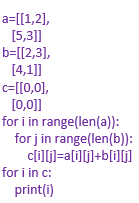 a=[[1,2],
[5,3]]
b=[[2,3],
[4,1]]
c=[[0,0],
[0,0]]
for i in range(len(a)):
for j in range(len(b)):
c[i][j]=a[i][j]+b[i][j]
for i in c:
print(i)